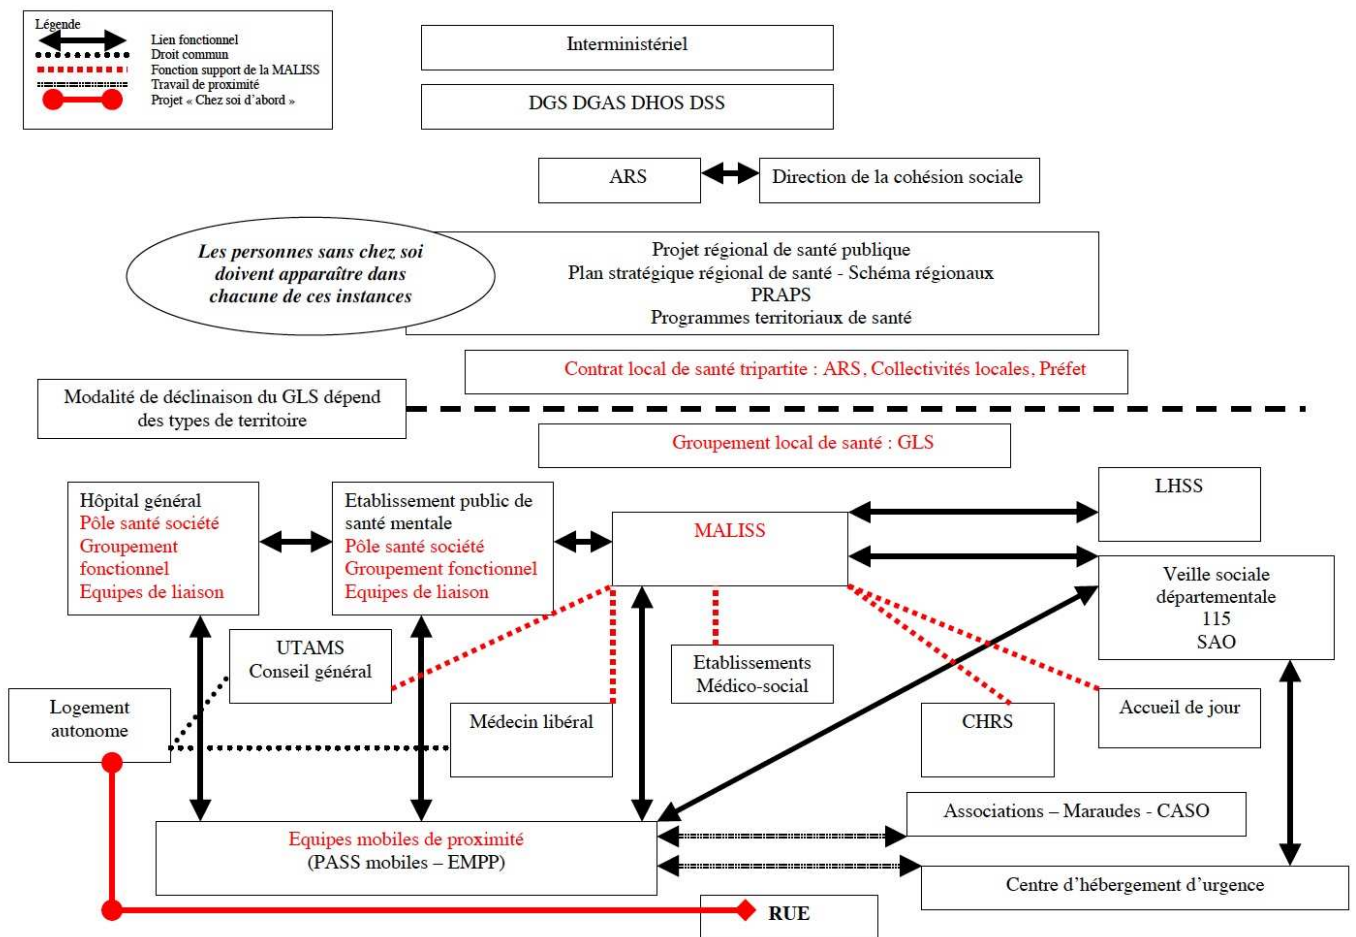 Légende
Lien fonctionnel
Droit commun
Fonction support de la MALISS
Travail de proximité
Projet « Chez soi d'abord »
Interministériel
DGS DGAS DHOS DSS
ARS
Direction de la cohésion sociale
Les personnes sans chez soi
doivent apparaître dans
chacune de ces instances
Projet régional de santé publique
Plan stratégique régional de santé - Schéma régionaux
PRAPS
Programmes territoriaux de santé
Contrat local de santé tripartite : ARS, Collectivités locales, Préfet
Modalité de déclinaison du GLS dépend
des types de territoire
Groupement local de santé : GLS
Hôpital général
Pôle santé société
Groupement
fonctionnel
Equipes de liaison
Etablissement public de
santé mentale
Pôle santé société
Groupement fonctionnel
Equipes de liaison
MALISS
LHSS
Veille sociale
départementale
115
SAO
UTAMS
Conseil général
Etablissements
Médico-social
Logement
autonome
Médecin libéral
CHRS
Accueil de jour
Equipes mobiles de proximité
(PASS mobiles – EMPP)
Associations – Maraudes - CASO
Centre d'hébergement d'urgence
RUE